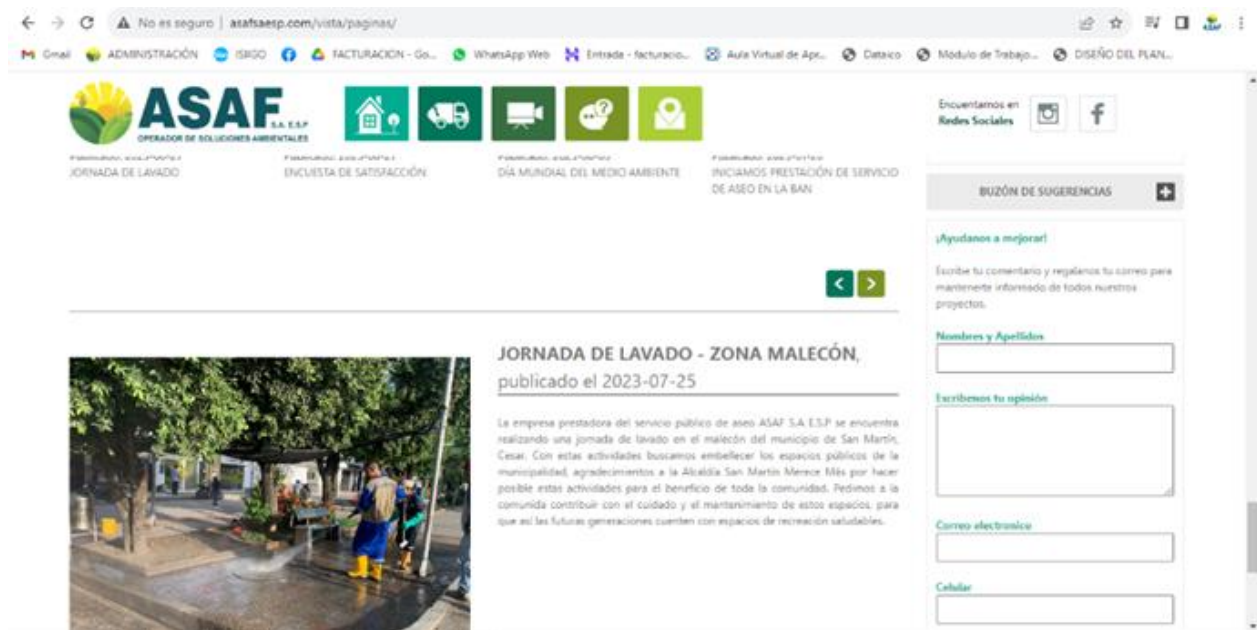 No es seguro | asafsaesp.com/vista/paginas/
Gmail ADMINISTRACIÓN ISIIGO FACTURACION - Go... WhatsApp Web Entrada - facturacio... Aula Virtual de Apr... Dataico Modulo de Trabajo... DISEÑO DEL PLAN...
ASAF S.A. E.S.P
OPERADOR DE SOLUCIONES AMBIENTALES
Encuentarnos en
Redes Sociales
JORNADA DE LAVADO
ENCUESTA DE SATISFACCIÓN
DÍA MUNDIAL DEL MEDIO AMBIENTE
INICIAMOS PRESTACIÓN DE SERVICIO
DE ASEO EN LA BAN
BUZÓN DE SUGERENCIAS
¡Ayudanos a mejorar!
Escribe tu comentario y regalanos tu correo para
mantenerte informado de todos nuestros
proyectos.
Nombres y Apellidos
Escribenos tu opinión
Correo electronico
Celular
JORNADA DE LAVADO - ZONA MALECÓN,
publicado el 2023-07-25
La empresa prestadora del servicio público de aseo ASAF S.A E.S.P se encuentra
realizando una jornada de lavado en el malecón del municipio de San Martín,
Cesar. Con estas actividades buscamos embellecer los espacios públicos de la
municipalidad, agradecimientos a la Alcaldía San Martín Merece Más por hacer
posible estas actividades para el beneficio de toda la comunidad. Pedimos a la
comunida contribuir con el cuidado y el mantenimiento de estos espacios, para
que así las futuras generaciones cuenten con espacios de recreación saludables.